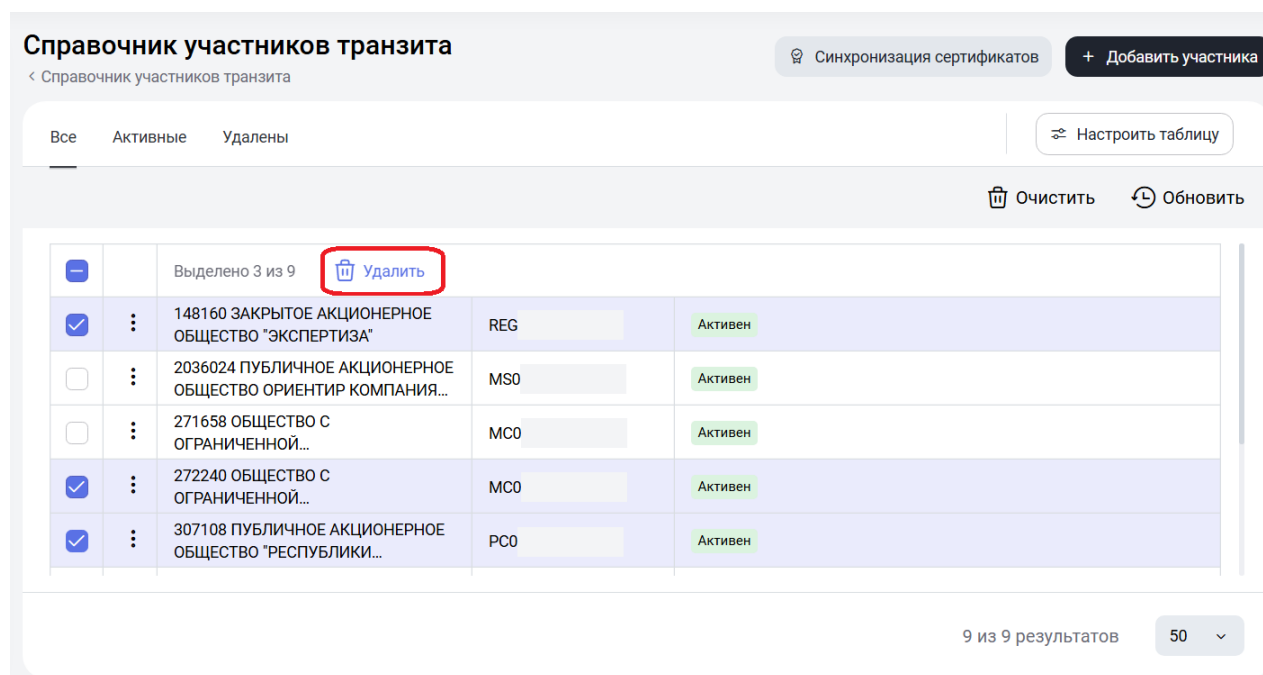 Справочник участников транзита
Синхронизация сертификатов
+ Добавить участника
< Справочник участников транзита
Все Активные Удалены
Настроить таблицу
Очистить Обновить
Выделено 3 из 9 Удалить
148160 ЗАКРЫТОЕ АКЦИОНЕРНОЕ
ОБЩЕСТВО "ЭКСПЕРТИЗА"
REG
Активен
2036024 ПУБЛИЧНОЕ АКЦИОНЕРНОЕ
ОБЩЕСТВО ОРИЕНТИР КОМПАНИЯ...
MS0
Активен
271658 ОБЩЕСТВО С
ОГРАНИЧЕННОЙ...
MC0
Активен
272240 ОБЩЕСТВО С
ОГРАНИЧЕННОЙ...
MC0
Активен
307108 ПУБЛИЧНОЕ АКЦИОНЕРНОЕ
ОБЩЕСТВО "РЕСПУБЛИКИ...
PC0
Активен
9 из 9 результатов
50